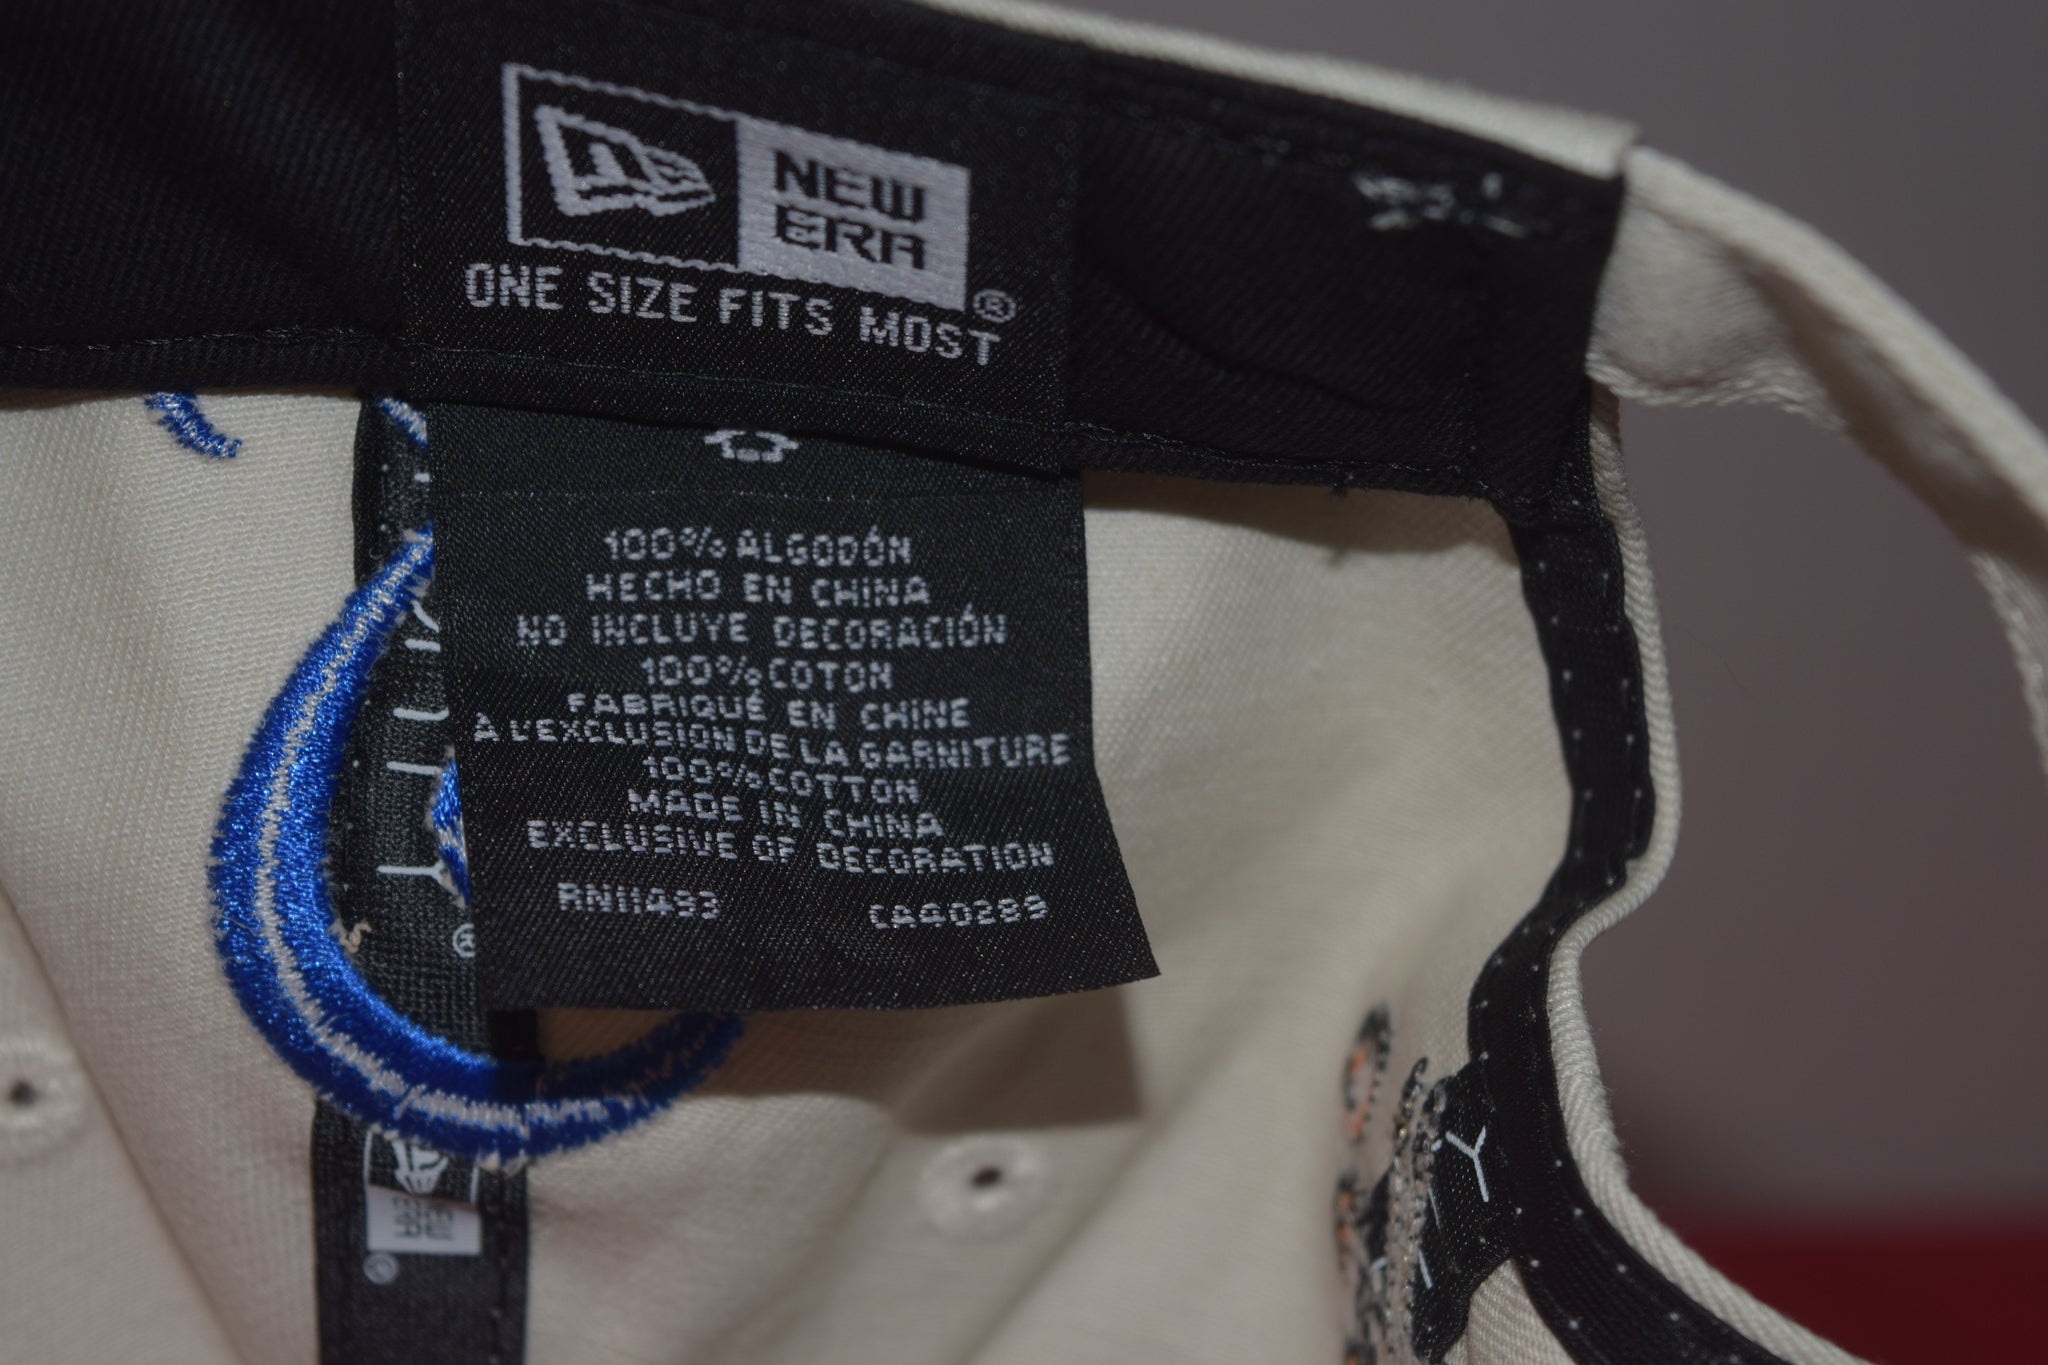 NEW
ERA
®
ONE SIZE FITS MOST
100% ALGODÓN
HECHO EN CHINA
NO INCLUYE DECORACIÓN
100% COTON
FABRIQUÉ EN CHINE
À L'EXCLUSION DE LA GARNITURE
100% COTTON
MADE IN CHINA
EXCLUSIVE OF DECORATION
RN11493 CA40289